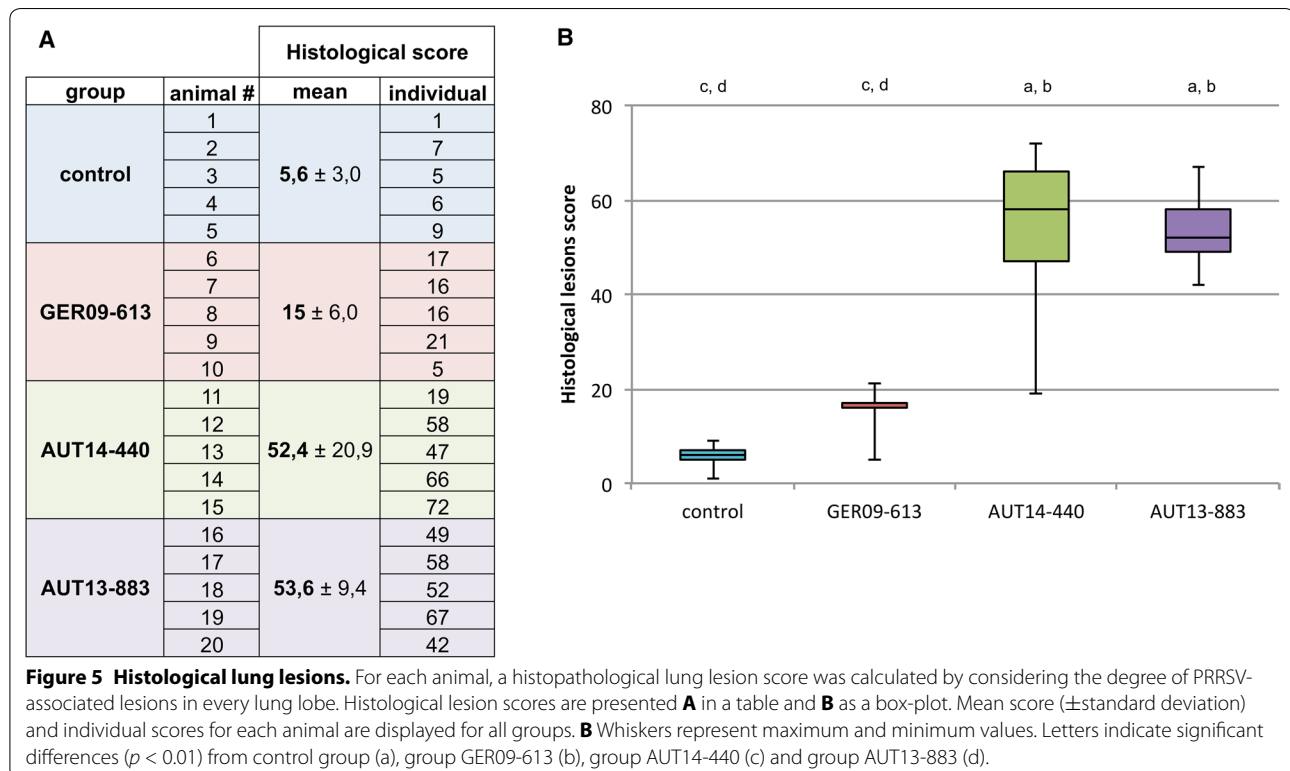 A
Histological score
group animal # mean individual
control 5,6 ± 3,0
1 1
2 7
3 5
4 6
5 9
GER09-613 15 ± 6,0
6 17
7 16
8 16
9 21
10 5
AUT14-440 52,4 ± 20,9
11 19
12 58
13 47
14 66
15 72
AUT13-883 53,6 ± 9,4
16 49
17 58
18 52
19 67
20 42
B
c, d c, d a, b a, b
Histological lesions score
80
60
40
20
0
control GER09-613 AUT14-440 AUT13-883
Figure 5 Histological lung lesions. For each animal, a histopathological lung lesion score was calculated by considering the degree of PRRSV-
associated lesions in every lung lobe. Histological lesion scores are presented A in a table and B as a box-plot. Mean score (±standard deviation)
and individual scores for each animal are displayed for all groups. B Whiskers represent maximum and minimum values. Letters indicate significant
differences (p < 0.01) from control group (a), group GER09-613 (b), group AUT14-440 (c) and group AUT13-883 (d).